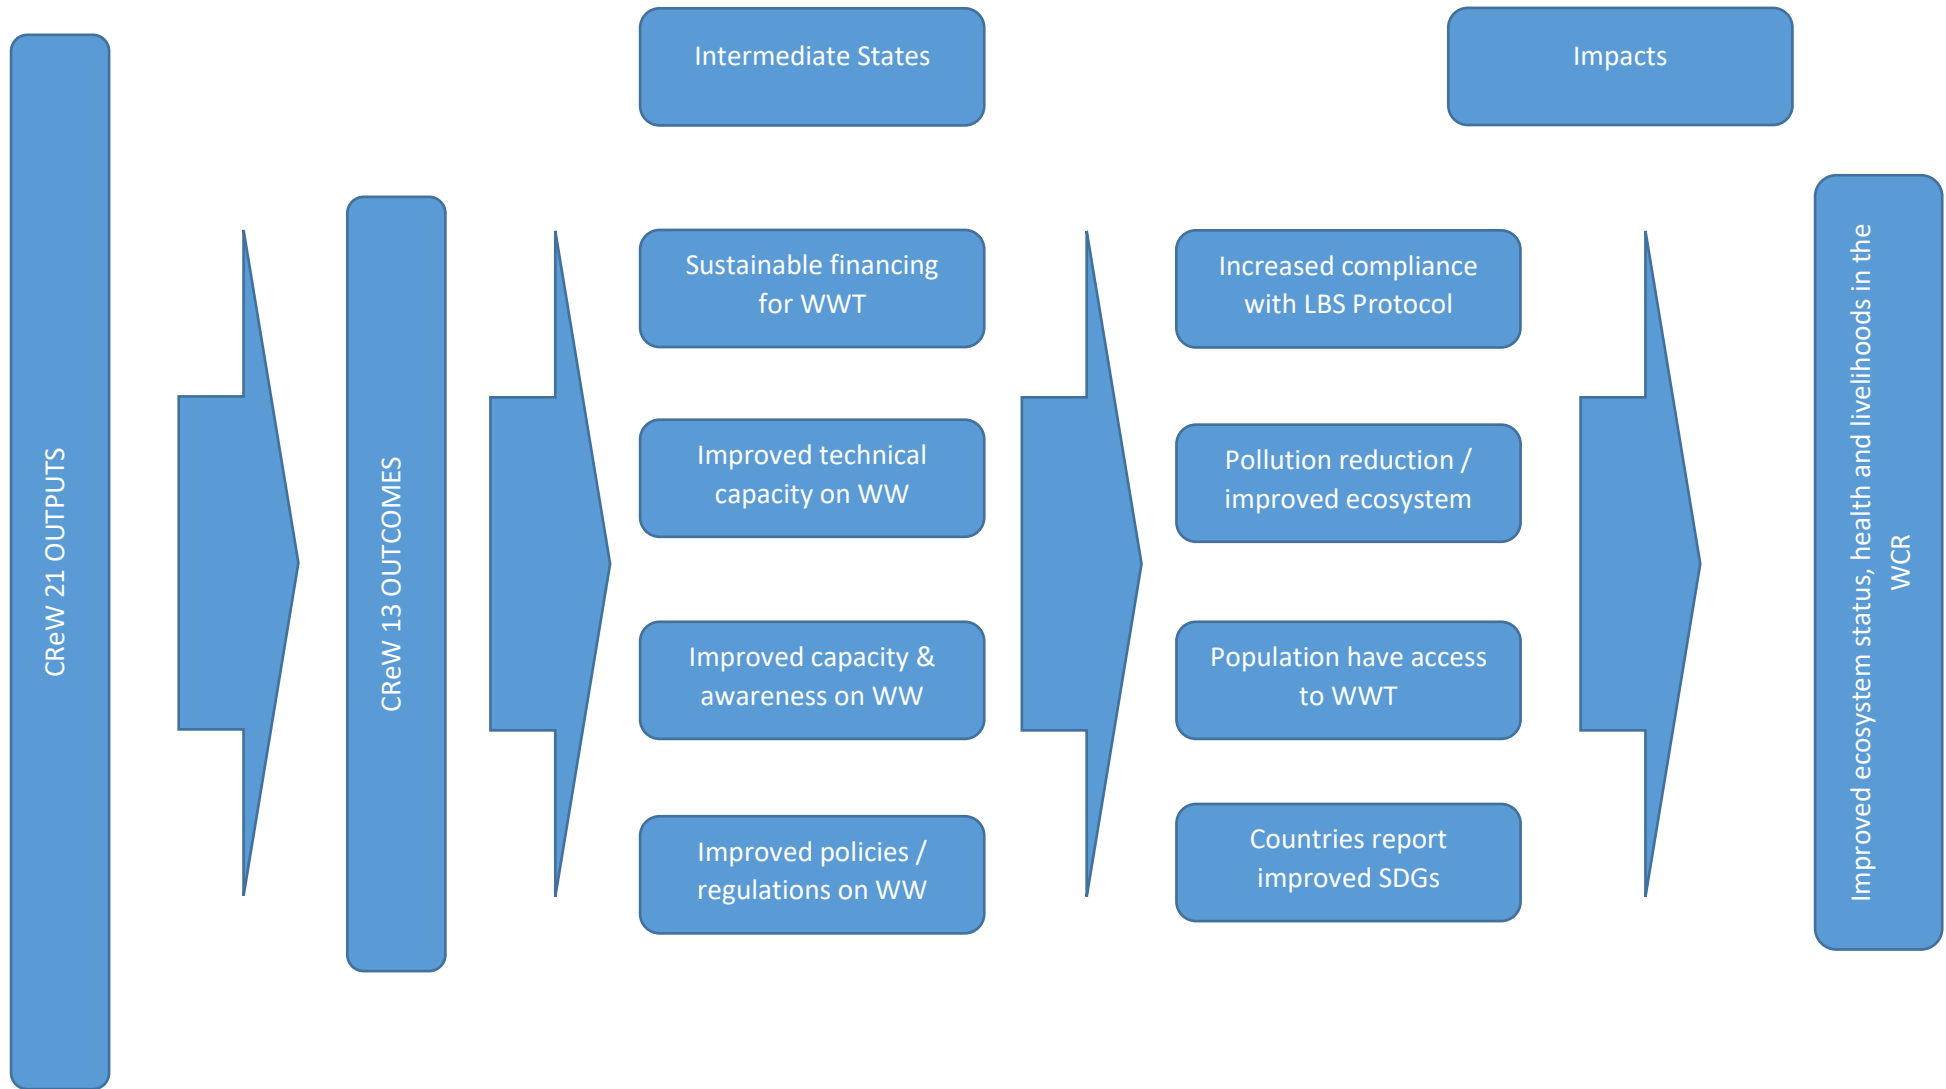 Intermediate States
Impacts
CReW 21 OUTPUTS
CReW 13 OUTCOMES
Sustainable financing
for WWT
Improved technical
capacity on WW
Improved capacity &
awareness on WW
Improved policies /
regulations on WW
Increased compliance
with LBS Protocol
Pollution reduction /
improved ecosystem
Population have access
to WWT
Countries report
improved SDGs
Improved ecosystem status, health and livelihoods in the
WCR